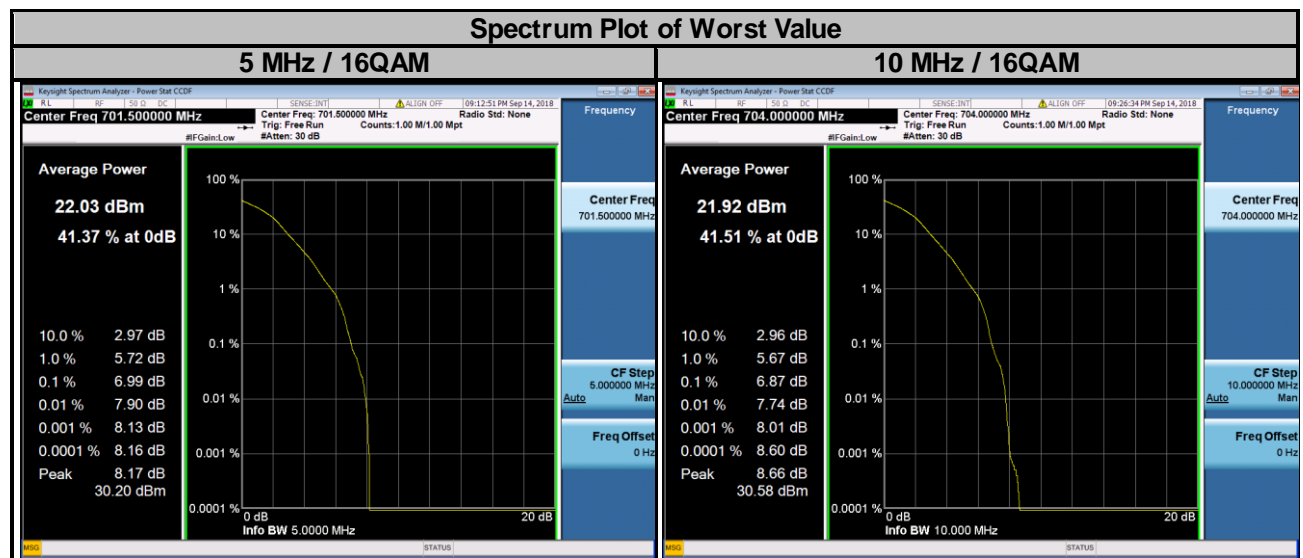 Spectrum Plot of Worst Value
5 MHz / 16QAM
10 MHz / 16QAM
Keysight Spectrum Analyzer - Power Stat CCDF
RL RF 50 Ω DC SENSE:INT ALIGN OFF 09:12:51 PM Sep 14, 2018
Center Freq 701.500000 MHz
Center Freq: 701.500000 MHz Radio Std: None
Trig: Free Run Counts:1.00 M/1.00 Mpt
#IFGain:Low #Atten: 30 dB
Frequency
Average Power
22.03 dBm
41.37 % at 0dB
10.0 % 2.97 dB
1.0 % 5.72 dB
0.1 % 6.99 dB
0.01 % 7.90 dB
0.001 % 8.13 dB
0.0001 % 8.16 dB
Peak 8.17 dB
30.20 dBm
100 %
10 %
1 %
0.1 %
0.01 %
0.001 %
0.0001 %
0 dB 20 dB
Info BW 5.0000 MHz
Center Freq
701.500000 MHz
CF Step
5.000000 MHz
Auto Man
Freq Offset
0 Hz
MSG STATUS
Keysight Spectrum Analyzer - Power Stat CCDF
RL RF 50 Ω DC SENSE:INT ALIGN OFF 09:26:34 PM Sep 14, 2018
Center Freq 704.000000 MHz
Center Freq: 704.000000 MHz Radio Std: None
Trig: Free Run Counts:1.00 M/1.00 Mpt
#IFGain:Low #Atten: 30 dB
Frequency
Average Power
21.92 dBm
41.51 % at 0dB
10.0 % 2.96 dB
1.0 % 5.67 dB
0.1 % 6.87 dB
0.01 % 7.74 dB
0.001 % 8.01 dB
0.0001 % 8.60 dB
Peak 8.66 dB
30.58 dBm
100 %
10 %
1 %
0.1 %
0.01 %
0.001 %
0.0001 %
0 dB 20 dB
Info BW 10.000 MHz
Center Freq
704.000000 MHz
CF Step
10.000000 MHz
Auto Man
Freq Offset
0 Hz
MSG STATUS